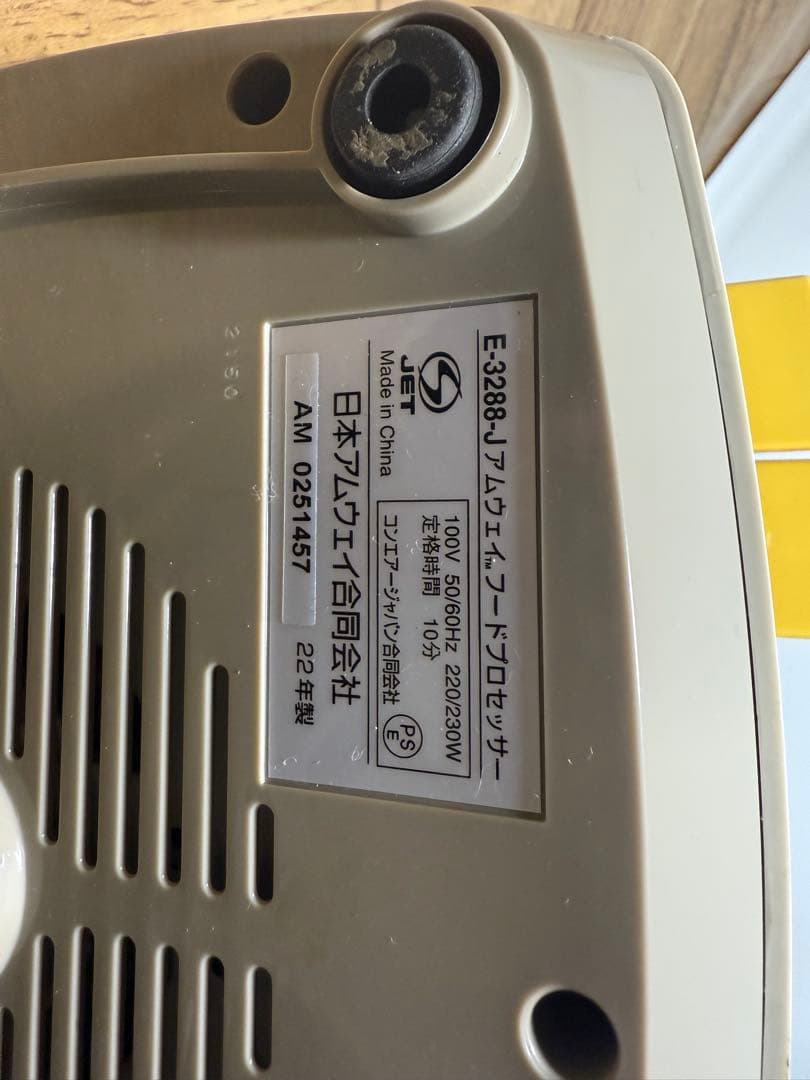 E-3288-J アムウェイ™ フードプロセッサー
JET
Made in China
100V 50/60Hz 220/230W
定格時間 10分
コンエアージャパン合同会社
PS
E
日本アムウェイ合同会社
AM 0251457
22年製
2150